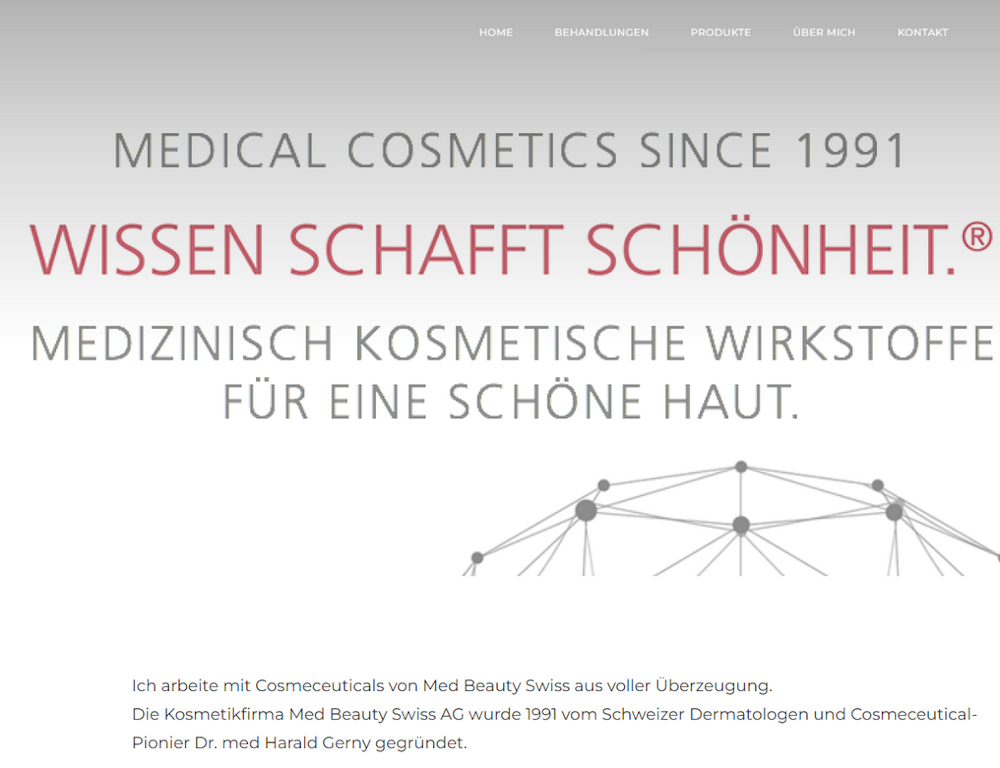 HOME BEHANDLUNGEN PRODUKTE ÜBER MICH KONTAKT
MEDICAL COSMETICS SINCE 1991
WISSEN SCHAFFT SCHÖNHEIT.®
MEDIZINISCH KOSMETISCHE WIRKSTOFFE
FÜR EINE SCHÖNE HAUT.
Ich arbeite mit Cosmeceuticals von Med Beauty Swiss aus voller Überzeugung.
Die Kosmetikfirma Med Beauty Swiss AG wurde 1991 vom Schweizer Dermatologen und Cosmeceutical-
Pionier Dr. med Harald Gerny gegründet.